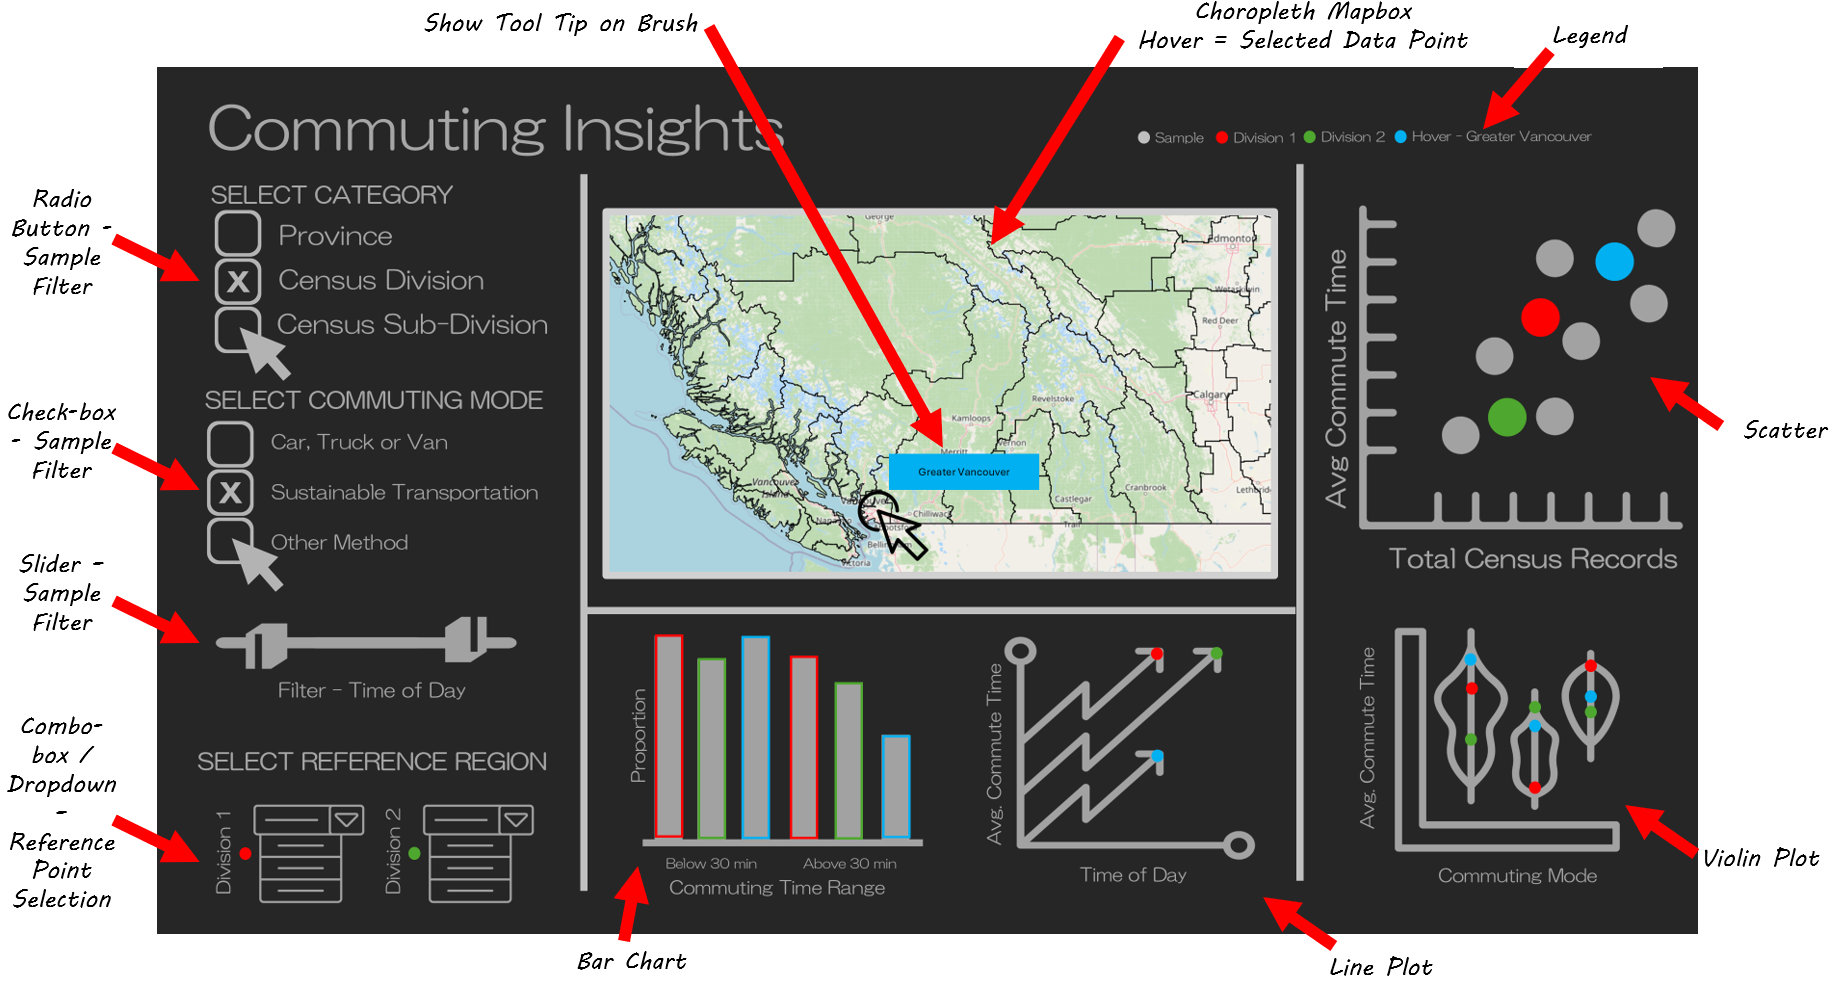 Show Tool Tip on Brush
Choropleth Mapbox
Hover = Selected Data Point
Legend
Commuting Insights
Sample
Division 1
Division 2
Hover - Greater Vancouver
Radio
Button -
Sample
Filter
SELECT CATEGORY
Province
X
Census Division
Census Sub-Division
Check-box
- Sample
Filter
SELECT COMMUTING MODE
Car, Truck or Van
X
Sustainable Transportation
Other Method
Slider -
Sample
Filter
Filter - Time of Day
Combo-
box /
Dropdown
-
Reference
Point
Selection
SELECT REFERENCE REGION
Division 1
Division 2
George
Edmonton
Wetaskiwin
Red Deer
Calgary
Revelstoke
Kamloops
Vernon
Merritt
Greater Vancouver
Vancouver
Island
Cranbrook
Castlegar
Trail
Chilliwack
Victoria
Avg Commute Time
Total Census Records
Scatter
Proportion
Below 30 min
Above 30 min
Commuting Time Range
Bar Chart
Avg. Commute Time
Time of Day
Line Plot
Avg. Commute Time
Commuting Mode
Violin Plot